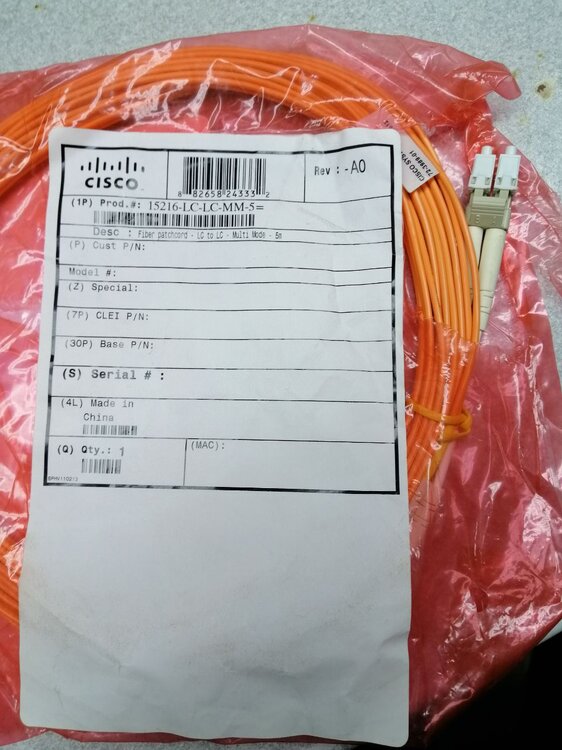 CISCO
8 82658 24333 2
Rev : -A0
(1P) Prod.#: 15216-LC-LC-MM-5=
Desc : Fiber patchcord - LC to LC - Multi Mode - 5m
(P) Cust P/N:
Model #:
(Z) Special:
(7P) CLEI P/N:
(30P) Base P/N:
(S) Serial # :
(4L) Made in
China
(Q) Qty.: 1
(MAC):
CISCO